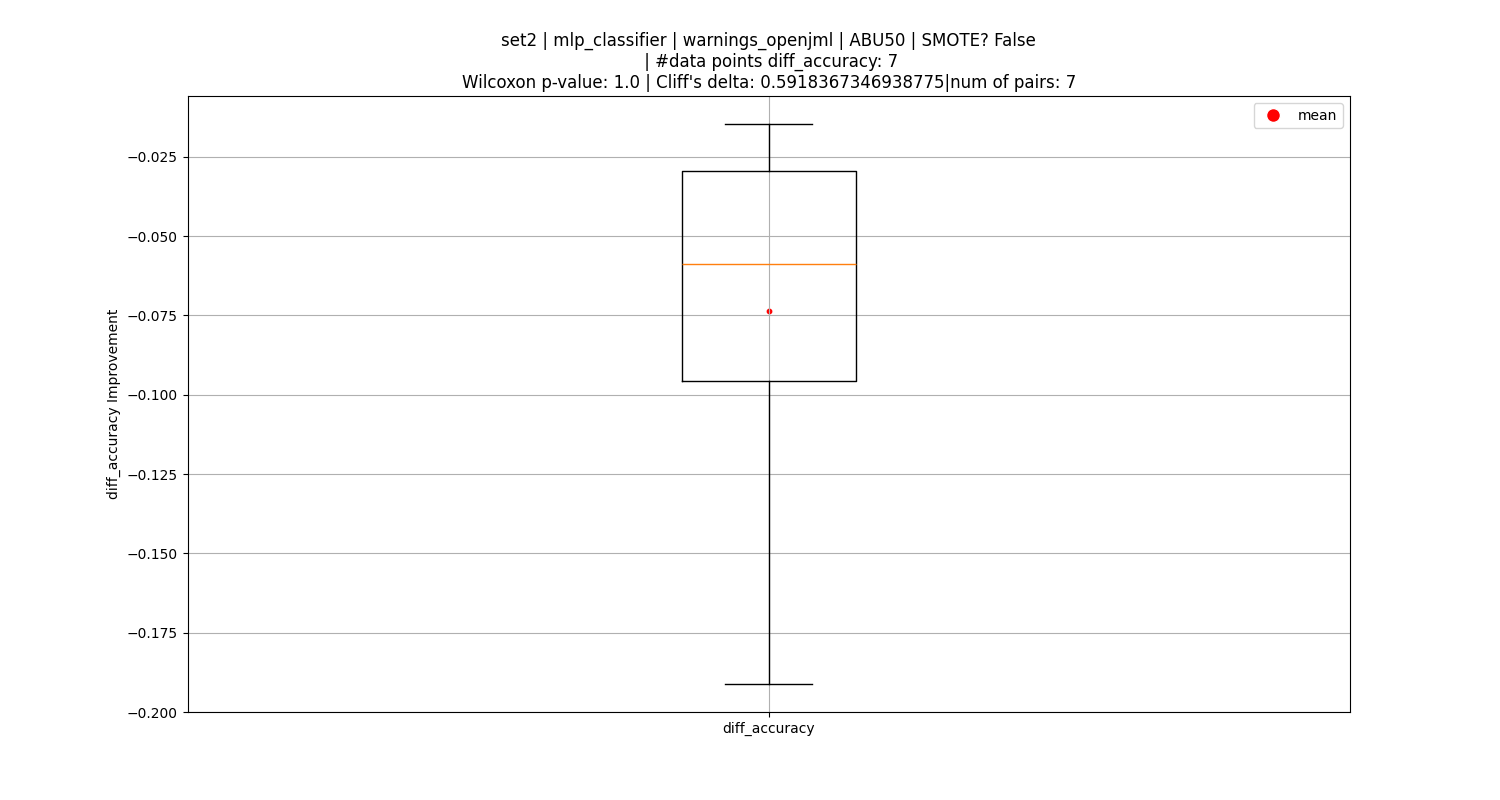 set2 | mlp_classifier | warnings_openjml | ABU50 | SMOTE? False
| #data points diff_accuracy: 7
Wilcoxon p-value: 1.0 | Cliff's delta: 0.5918367346938775|num of pairs: 7
mean
−0.025
−0.050
−0.075
−0.100
−0.125
−0.150
−0.175
−0.200
diff_accuracy Improvement
diff_accuracy